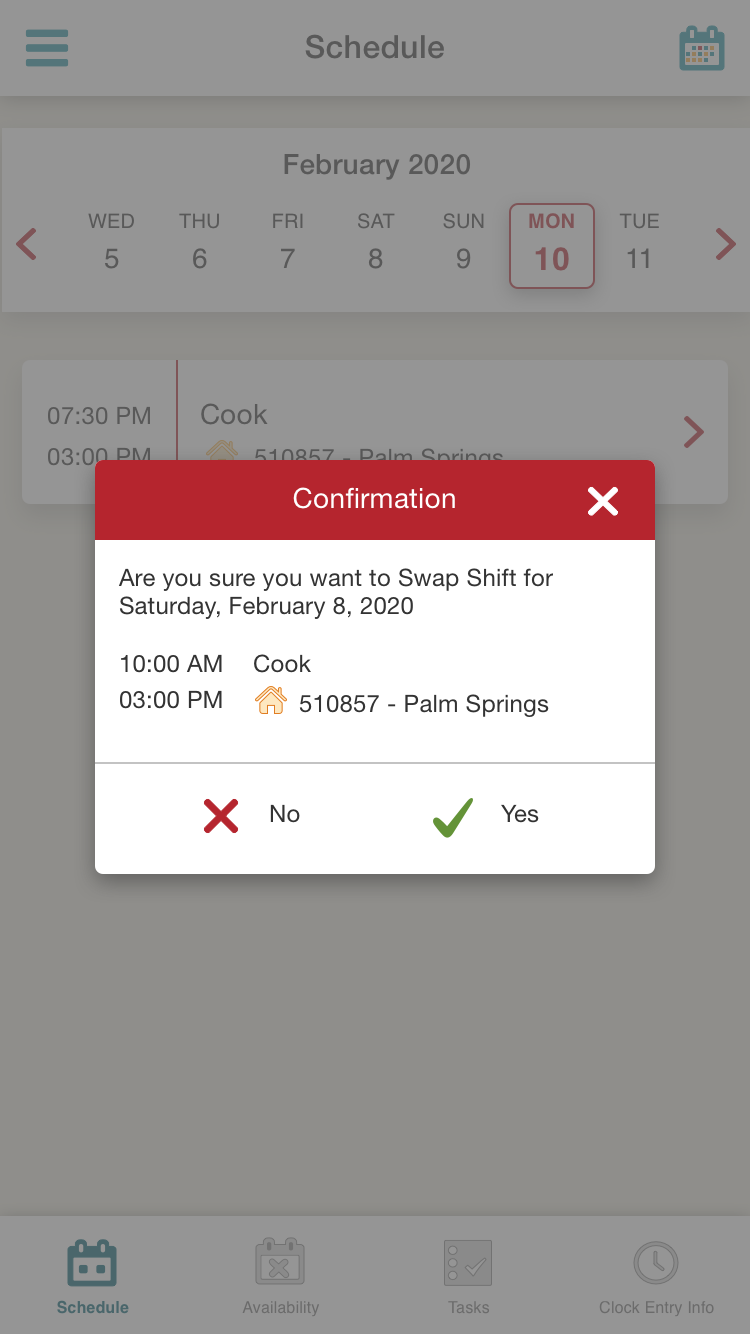 Schedule
February 2020
WED THU FRI SAT SUN MON TUE
5 6 7 8 9 10 11
07:30 PM Cook
03:00 PM 510857 - Palm Springs
Confirmation
Are you sure you want to Swap Shift for
Saturday, February 8, 2020
10:00 AM Cook
03:00 PM 510857 - Palm Springs
No Yes
Schedule Availability Tasks Clock Entry Info